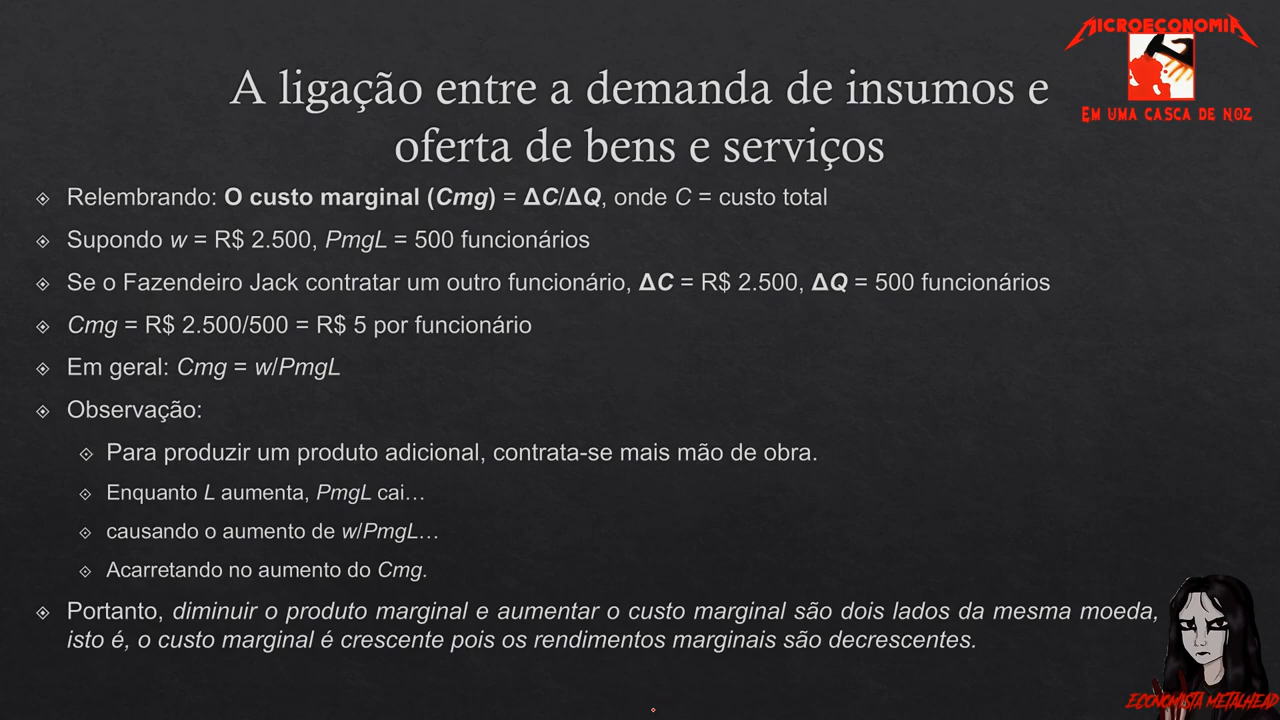 MICROECONOMIA
EM UMA CASCA DE NOZ
A ligação entre a demanda de insumos e
oferta de bens e serviços
Relembrando: O custo marginal (Cmg) = ΔC/ΔQ, onde C = custo total
Supondo w = R$ 2.500, PmgL = 500 funcionários
Se o Fazendeiro Jack contratar um outro funcionário, ΔC = R$ 2.500, ΔQ = 500 funcionários
Cmg = R$ 2.500/500 = R$ 5 por funcionário
Em geral: Cmg = w/PmgL
Observação:
Para produzir um produto adicional, contrata-se mais mão de obra.
Enquanto L aumenta, PmgL cai…
causando o aumento de w/PmgL…
Acarretando no aumento do Cmg.
Portanto, diminuir o produto marginal e aumentar o custo marginal são dois lados da mesma moeda,
isto é, o custo marginal é crescente pois os rendimentos marginais são decrescentes.
ECONOMISTA METALHEAD